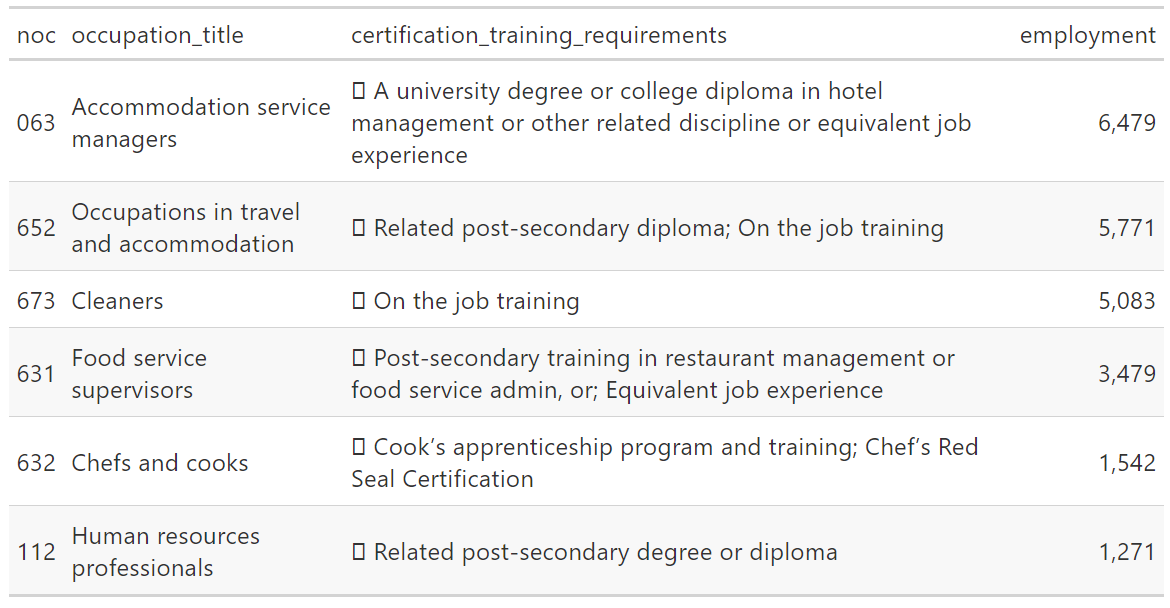 noc occupation_title certification_training_requirements employment
063 Accommodation service managers ▯ A university degree or college diploma in hotel management or other related discipline or equivalent job experience 6,479
652 Occupations in travel and accommodation ▯ Related post-secondary diploma; On the job training 5,771
673 Cleaners ▯ On the job training 5,083
631 Food service supervisors ▯ Post-secondary training in restaurant management or food service admin, or; Equivalent job experience 3,479
632 Chefs and cooks ▯ Cook’s apprenticeship program and training; Chef’s Red Seal Certification 1,542
112 Human resources professionals ▯ Related post-secondary degree or diploma 1,271